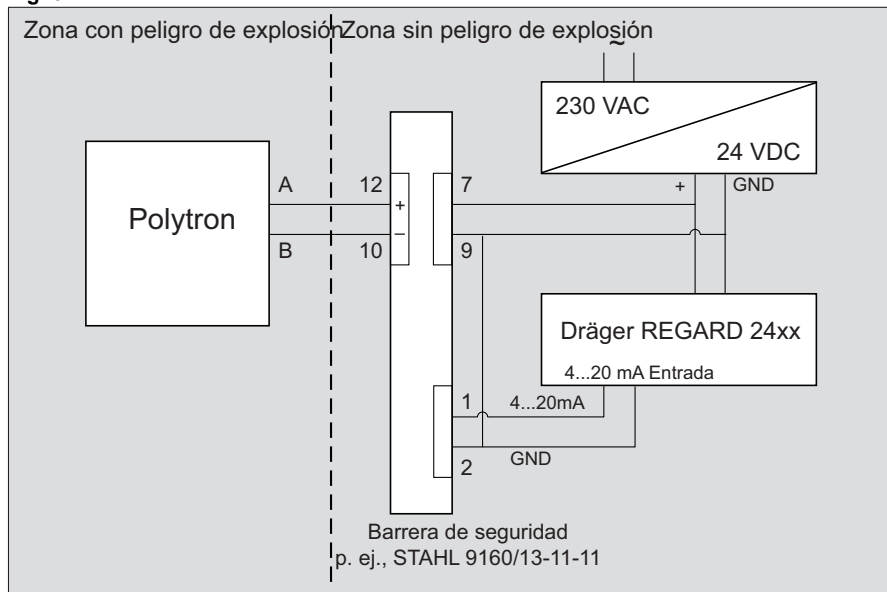 Zona con peligro de explosión
Zona sin peligro de explosión
~
230 VAC
24 VDC
+ GND
Polytron
A
B
12
+
–
10
7
9
Dräger REGARD 24xx
4...20 mA Entrada
1
4...20mA
GND
2
Barrera de seguridad
p. ej., STAHL 9160/13-11-11